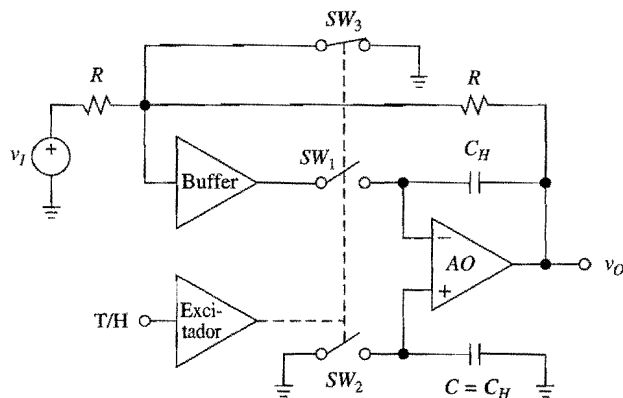 SW3
R
R
vI
+
Buffer
SW1
CH
−
AO
+
vO
T/H
Exci-
tador
SW2
C = CH